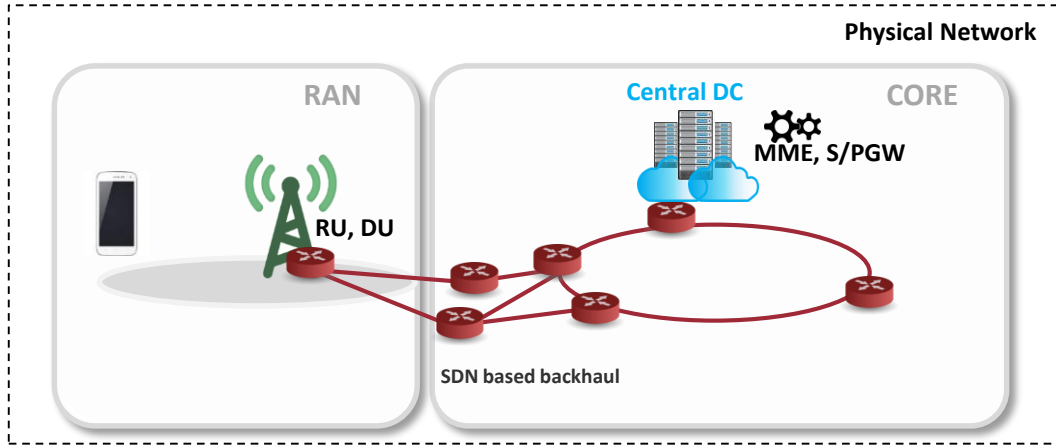 Physical Network
RAN
CORE
Central DC
MME, S/PGW
RU, DU
SDN based backhaul